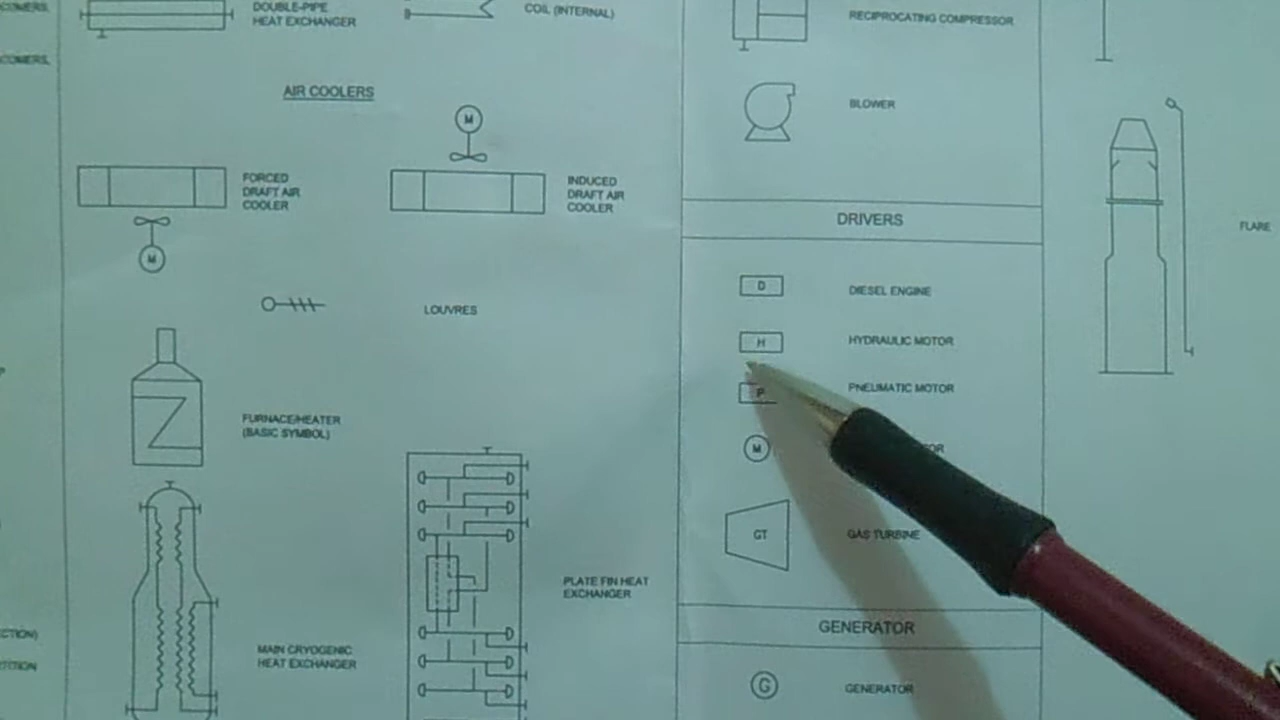 COMERS,
COMERS,
DOUBLE-PIPE
HEAT EXCHANGER
COIL (INTERNAL)
AIR COOLERS
M
FORCED
DRAFT AIR
COOLER
M
INDUCED
DRAFT AIR
COOLER
LOUVRES
FURNACE/HEATER
(BASIC SYMBOL)
MAIN CRYOGENIC
HEAT EXCHANGER
PLATE FIN HEAT
EXCHANGER
RECIPROCATING COMPRESSOR
BLOWER
DRIVERS
D
DIESEL ENGINE
H
HYDRAULIC MOTOR
P
PNEUMATIC MOTOR
M
OR
GT
GAS TURBINE
GENERATOR
G
GENERATOR
FLARE